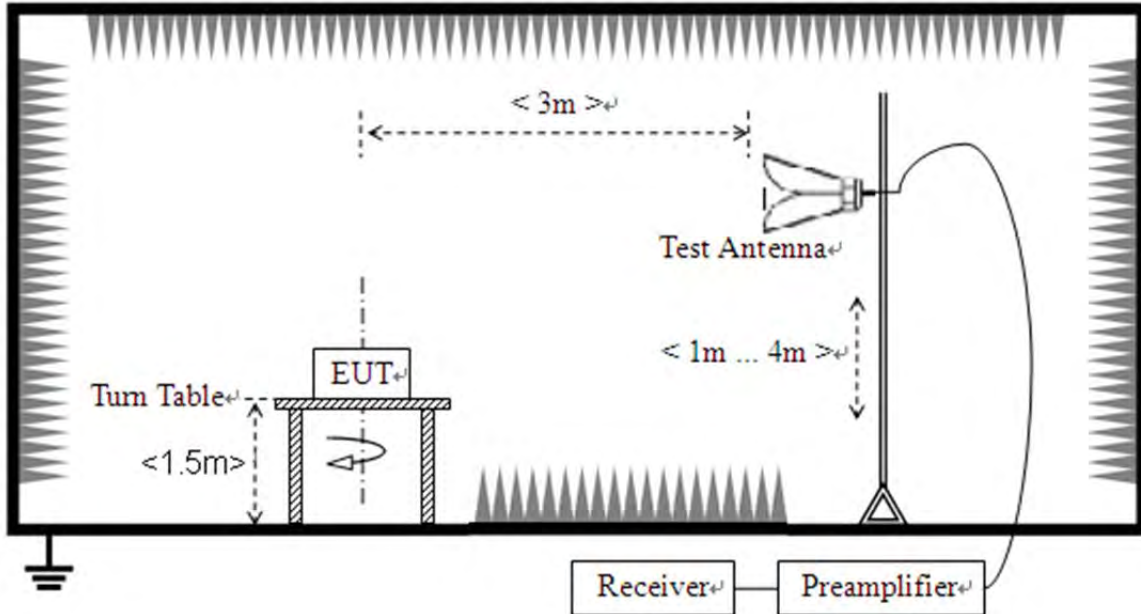 < 3m >↵
Test Antenna↵
< 1m ... 4m >↵
EUT↵
Turn Table↵
<1.5m>
Receiver↵
Preamplifier↵